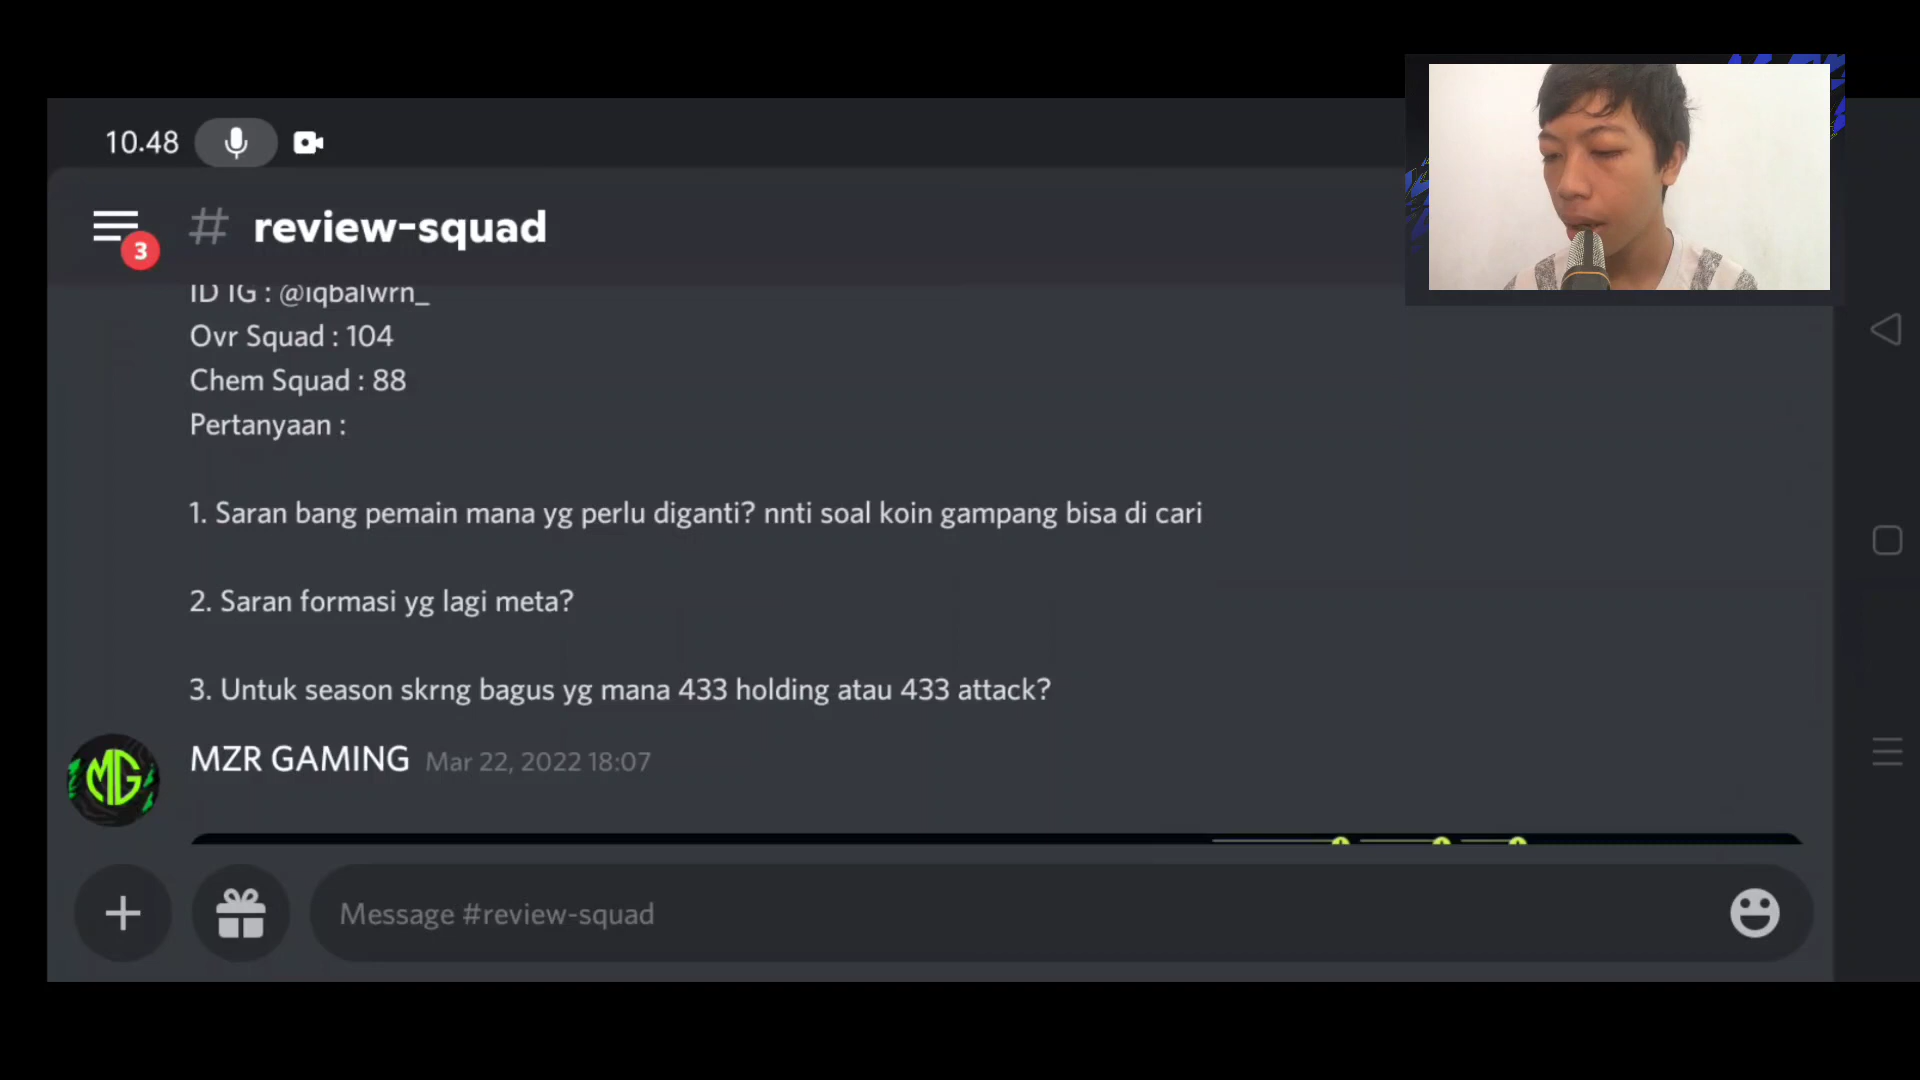 10.48
3
# review-squad
ID IG : @iqbalwrn_
Ovr Squad : 104
Chem Squad : 88
Pertanyaan :
1. Saran bang pemain mana yg perlu diganti? nnti soal koin gampang bisa di cari
2. Saran formasi yg lagi meta?
3. Untuk season skrng bagus yg mana 433 holding atau 433 attack?
MG
MZR GAMING Mar 22, 2022 18:07
Message #review-squad